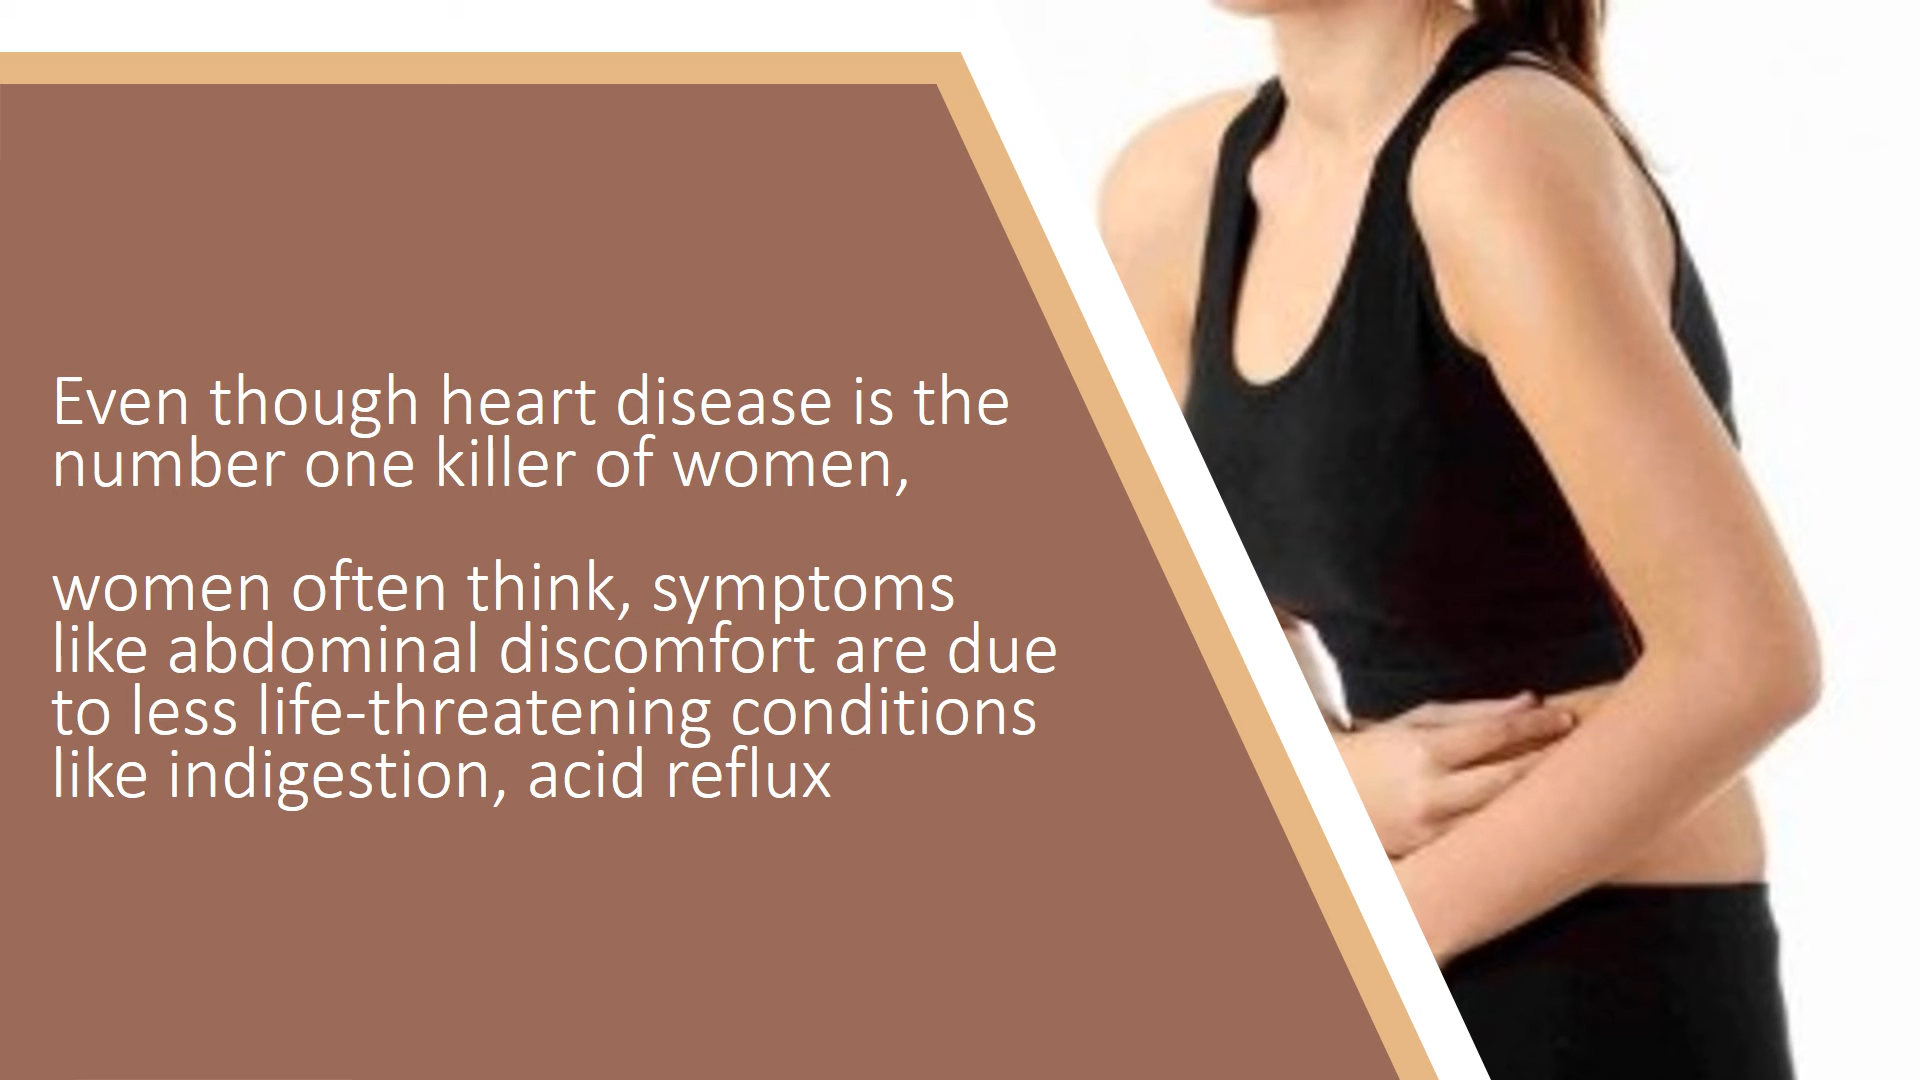 Even though heart disease is the
number one killer of women,
women often think, symptoms
like abdominal discomfort are due
to less life-threatening conditions
like indigestion, acid reflux